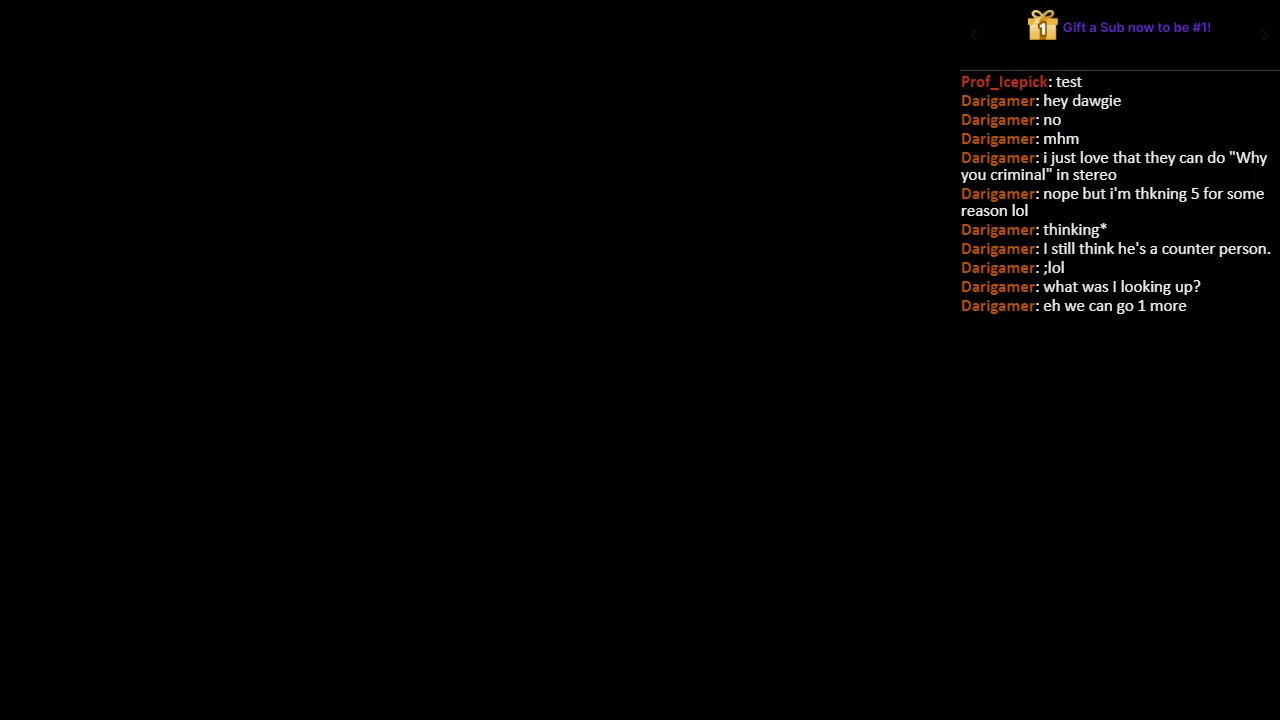 1 Gift a Sub now to be #1!
Prof_Icepick: test
Darigamer: hey dawgie
Darigamer: no
Darigamer: mhm
Darigamer: i just love that they can do "Why
you criminal" in stereo
Darigamer: nope but i'm thkning 5 for some
reason lol
Darigamer: thinking*
Darigamer: I still think he's a counter person.
Darigamer: ;lol
Darigamer: what was I looking up?
Darigamer: eh we can go 1 more